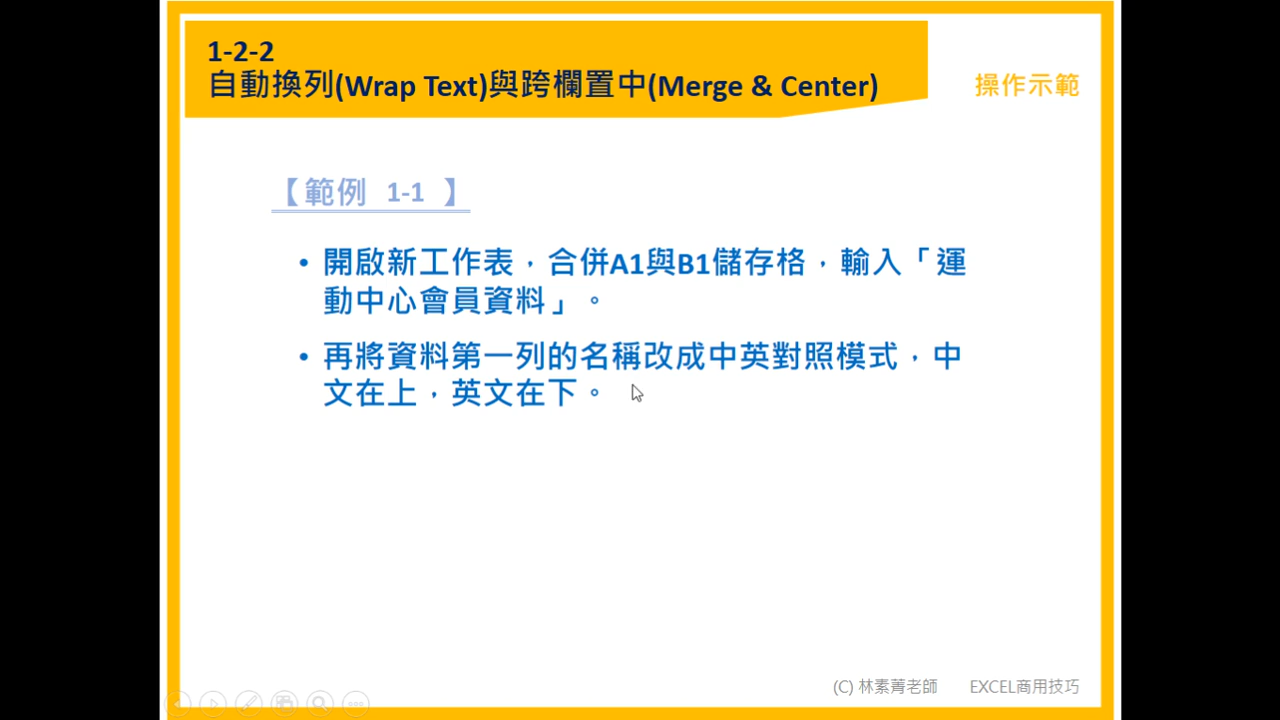 1-2-2
自動換列(Wrap Text)與跨欄置中(Merge & Center)
操作示範
【範例 1-1 】
• 開啟新工作表，合併A1與B1儲存格，輸入「運
動中心會員資料」。
• 再將資料第一列的名稱改成中英對照模式，中
文在上，英文在下。
(C) 林素菁老師 EXCEL商用技巧